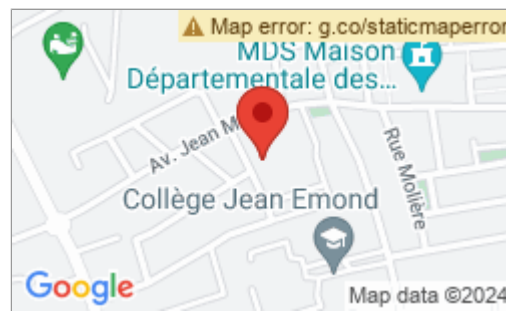 Map error: g.co/staticmaperror
MDS Maison
Départementale des...
Av. Jean M
Rue Molière
Collège Jean Emond
Google
Map data ©2024